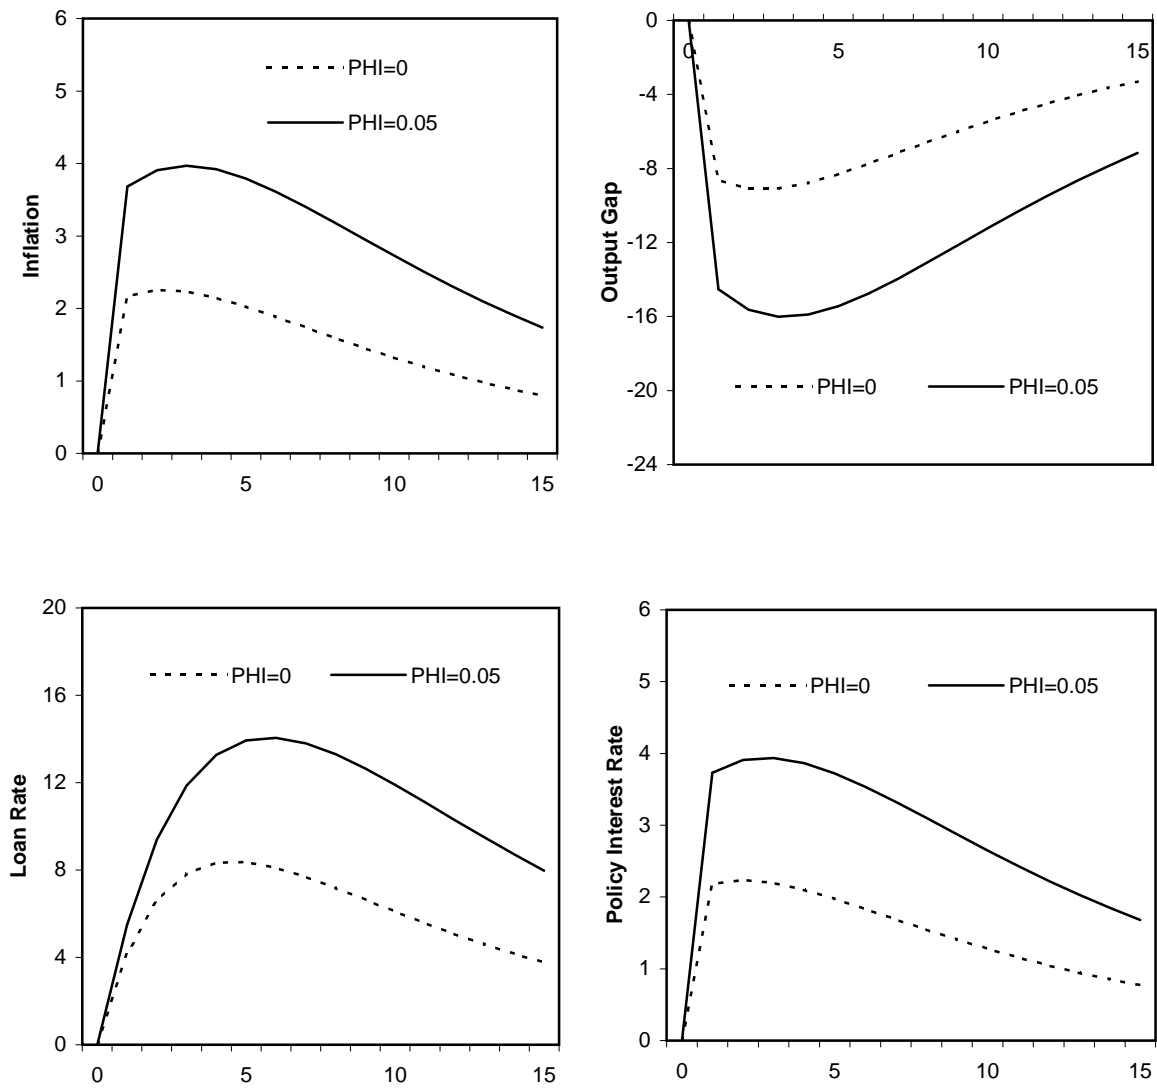 6
5
4
3
2
1
0
Inflation
PHI=0
PHI=0.05
0 5 10 15
0
-4
-8
-12
-16
-20
-24
Output Gap
0 5 10 15
PHI=0 PHI=0.05
20
16
12
8
4
0
Loan Rate
PHI=0 PHI=0.05
0 5 10 15
6
5
4
3
2
1
0
Policy Interest Rate
PHI=0 PHI=0.05
0 5 10 15